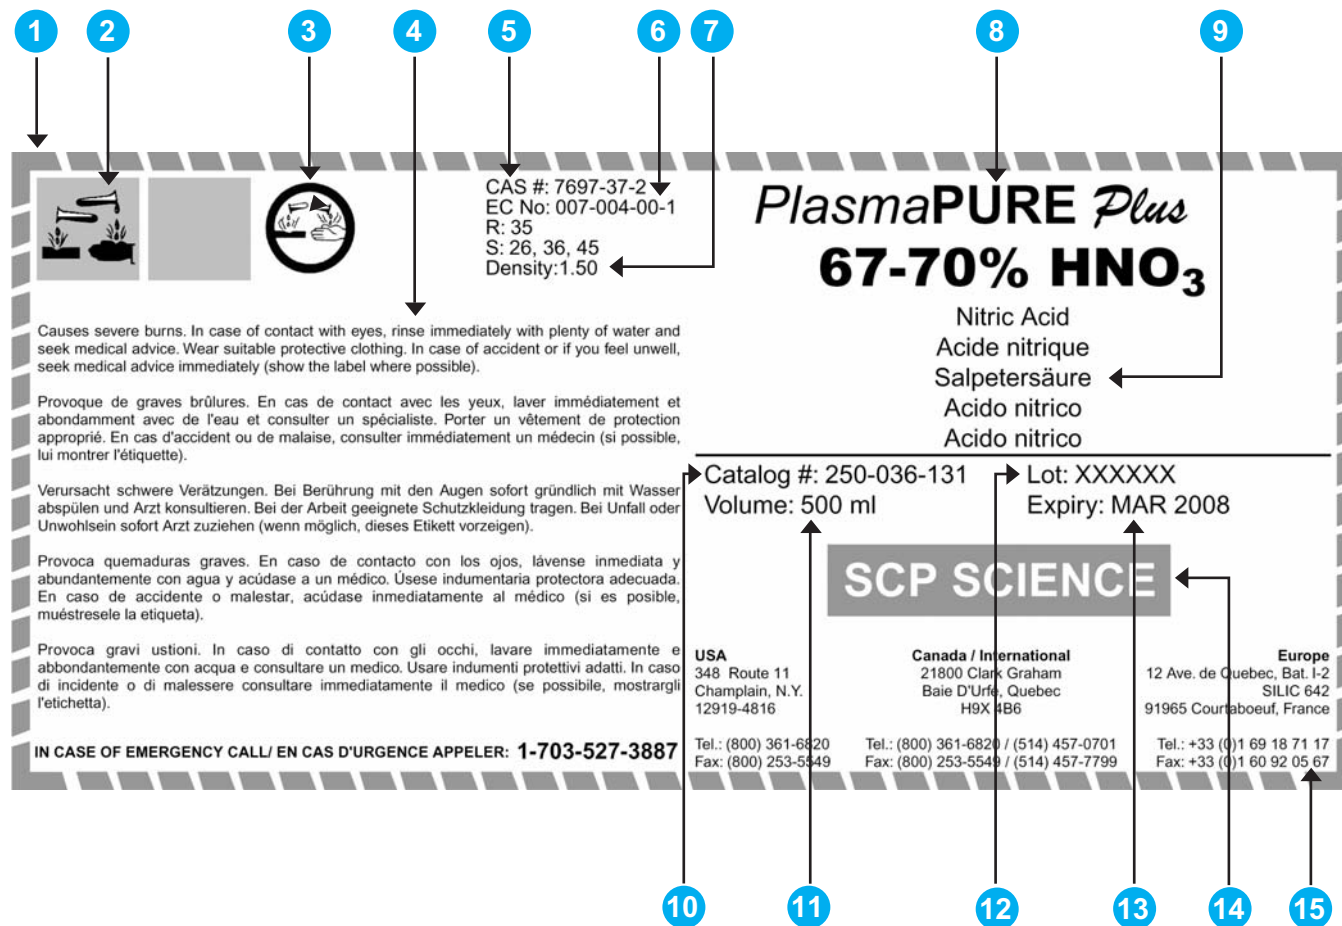 1 2 3 4 5 6 7 8 9
CAS #: 7697-37-2
EC No: 007-004-00-1
R: 35
S: 26, 36, 45
Density:1.50
PlasmaPURE Plus
67-70% HNO3
Nitric Acid
Acide nitrique
Salpetersäure
Acido nitrico
Acido nitrico
Causes severe burns. In case of contact with eyes, rinse immediately with plenty of water and
seek medical advice. Wear suitable protective clothing. In case of accident or if you feel unwell,
seek medical advice immediately (show the label where possible).
Provoque de graves brûlures. En cas de contact avec les yeux, laver immédiatement et
abondamment avec de l'eau et consulter un spécialiste. Porter un vêtement de protection
approprié. En cas d'accident ou de malaise, consulter immédiatement un médecin (si possible,
lui montrer l'étiquette).
Verursacht schwere Verätzungen. Bei Berührung mit den Augen sofort gründlich mit Wasser
abspülen und Arzt konsultieren. Bei der Arbeit geeignete Schutzkleidung tragen. Bei Unfall oder
Unwohlsein sofort Arzt zuziehen (wenn möglich, dieses Etikett vorzeigen).
Provoca quemaduras graves. En caso de contacto con los ojos, lávense inmediata y
abundantemente con agua y acúdase a un médico. Úsese indumentaria protectora adecuada.
En caso de accidente o malestar, acúdase inmediatamente al médico (si es posible,
muéstresele la etiqueta).
Provoca gravi ustioni. In caso di contatto con gli occhi, lavare immediatamente e
abbondantemente con acqua e consultare un medico. Usare indumenti protettivi adatti. In caso
di incidente o di malessere consultare immediatamente il medico (se possibile, mostrargli
l'etichetta).
IN CASE OF EMERGENCY CALL/ EN CAS D'URGENCE APPELER: 1-703-527-3887
Catalog #: 250-036-131 Lot: XXXXXX
Volume: 500 ml Expiry: MAR 2008
SCP SCIENCE
USA
348 Route 11
Champlain, N.Y.
12919-4816
Tel.: (800) 361-6820
Fax: (800) 253-5549
Canada / International
21800 Clark Graham
Baie D'Urfé, Quebec
H9X 4B6
Tel.: (800) 361-6820 / (514) 457-0701
Fax: (800) 253-5549 / (514) 457-7799
Europe
12 Ave. de Quebec, Bat. I-2
SILIC 642
91965 Courtaboeuf, France
Tel.: +33 (0)1 69 18 71 17
Fax: +33 (0)1 60 92 05 67
10 11 12 13 14 15